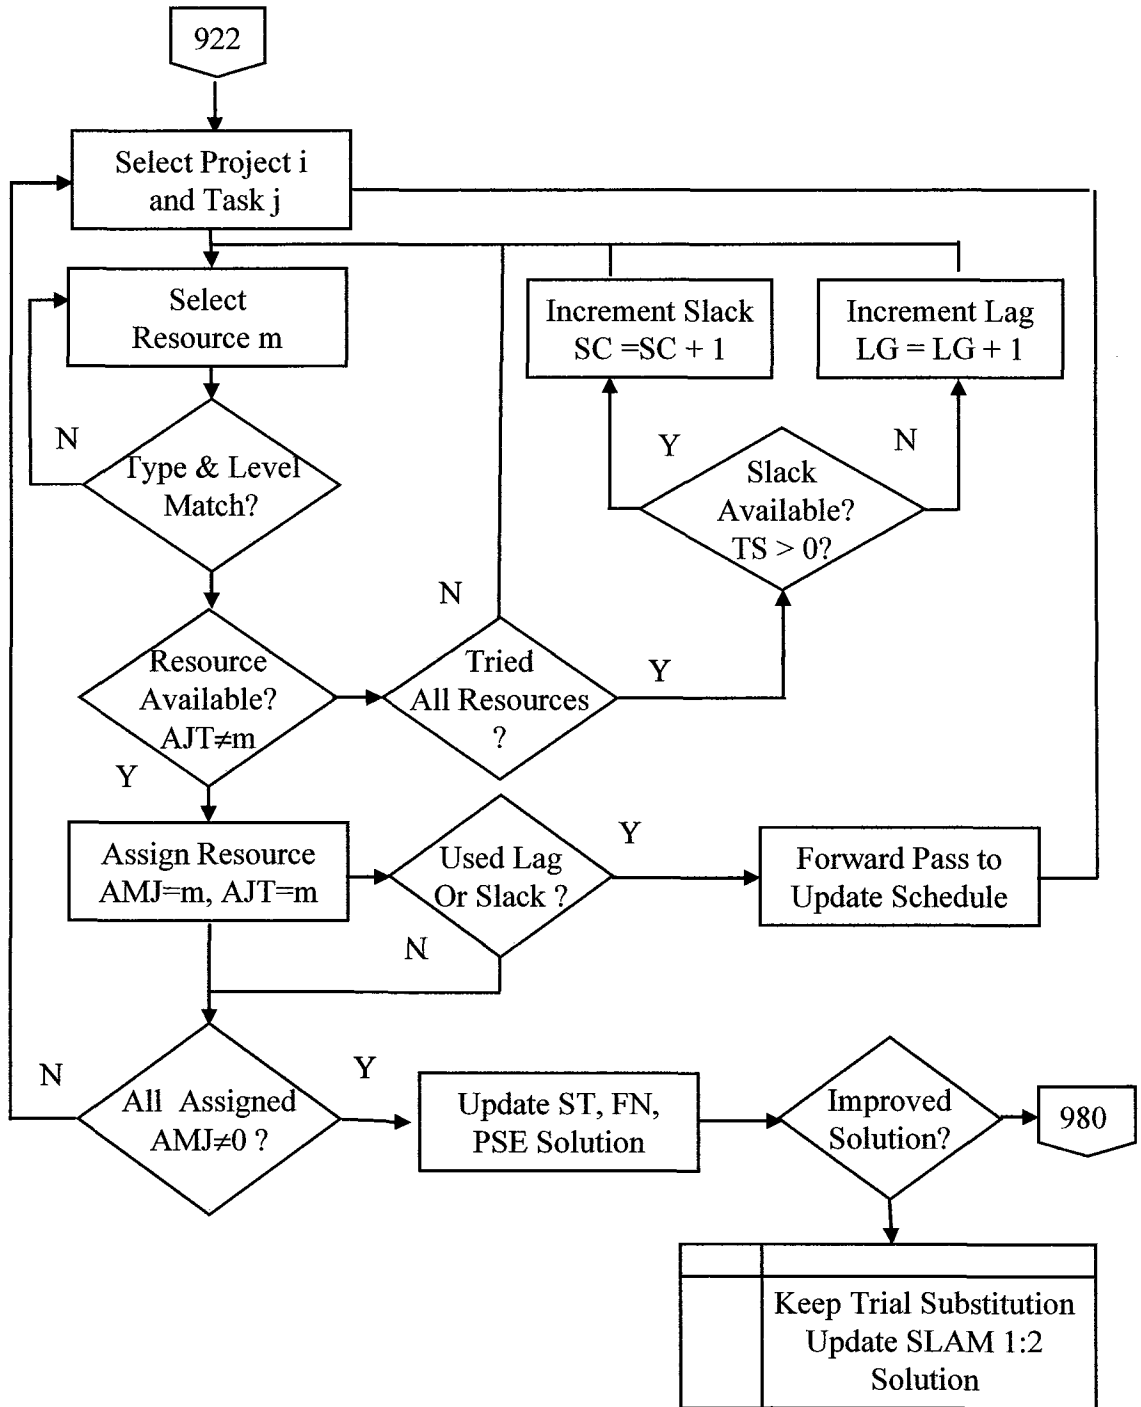 922
Select Project i
and Task j
Select
Resource m
Increment Slack
SC =SC + 1
Increment Lag
LG = LG + 1
N
Type & Level
Match?
Y
N
Slack
Available?
TS > 0?
N
Resource
Available?
AJT≠m
Tried
All Resources
?
Y
Y
Assign Resource
AMJ=m, AJT=m
Used Lag
Or Slack ?
Y
Forward Pass to
Update Schedule
N
N
All Assigned
AMJ≠0 ?
Y
Update ST, FN,
PSE Solution
Improved
Solution?
980
Keep Trial Substitution
Update SLAM 1:2
Solution